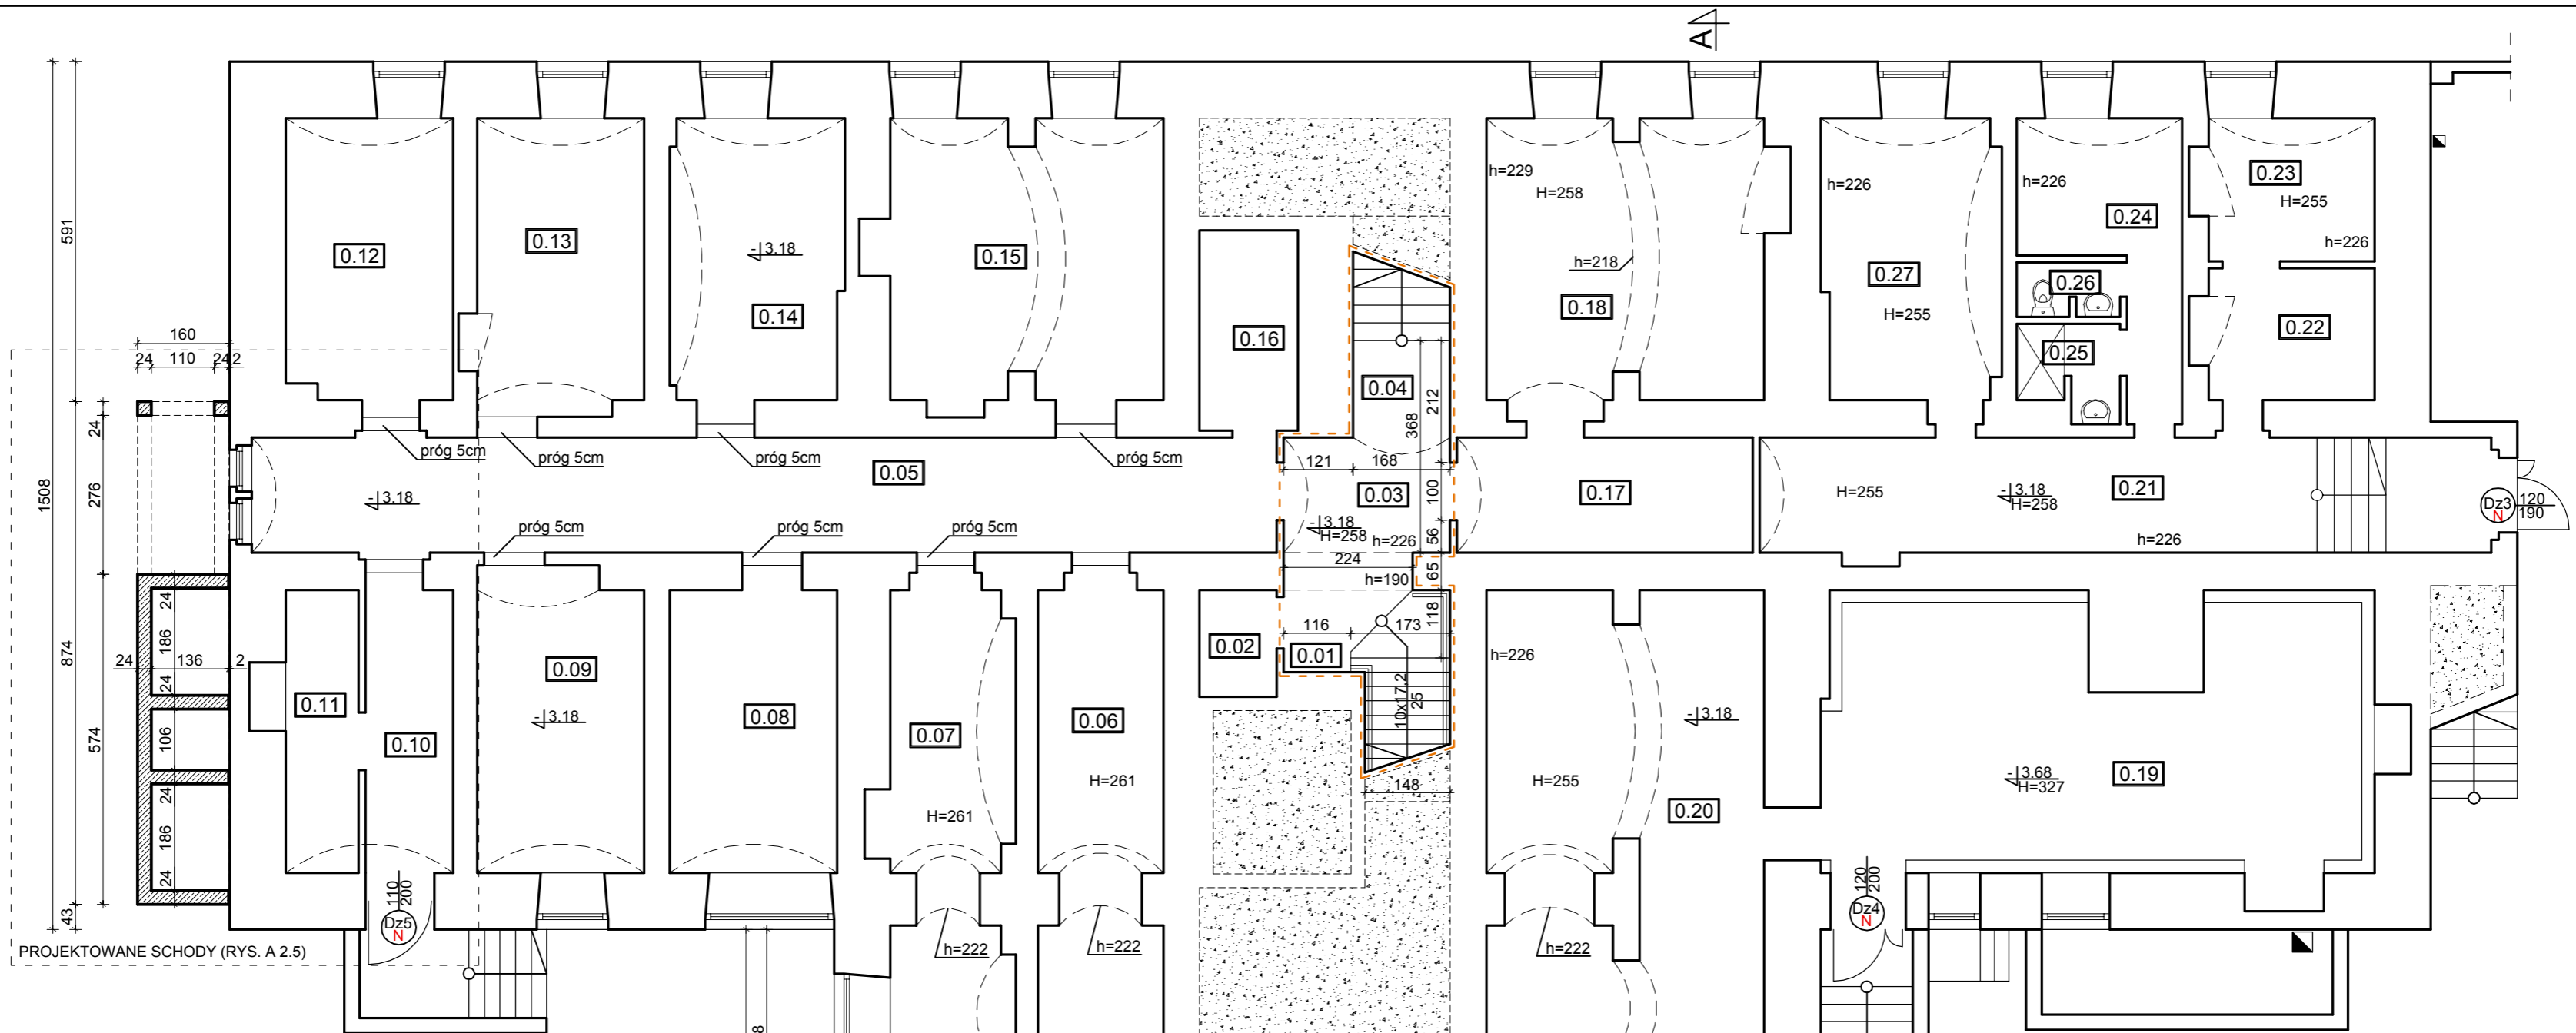 A
h=229
H=258
h=226
h=226
0.23
H=255
h=226
0.24
591
0.12
0.13
-3.18
0.15
0.14
h=218
0.18
0.27
H=255
0.26
0.22
0.25
0.16
0.04
160
24 110 24 2
212
368
24
276
1508
próg 5cm
próg 5cm
próg 5cm
próg 5cm
0.05
-3.18
121 168
0.03
100
-3.18
H=258
h=226
56
0.17
H=255
-3.18
H=258
0.21
h=226
Dz3
N
120
190
próg 5cm
próg 5cm
próg 5cm
224
h=190
65
118
24
186
24 136 2
24
106
24
186
24
874
574
43
0.11
0.10
0.09
-3.18
0.08
0.07
H=261
0.06
H=261
0.02
0.01
116 173
10x17,2
25
148
h=226
H=255
-3.18
0.20
-3.68
H=327
0.19
110
200
Dz5
N
120
200
Dz4
N
h=222
h=222
h=222
PROJEKTOWANE SCHODY (RYS. A 2.5)
8